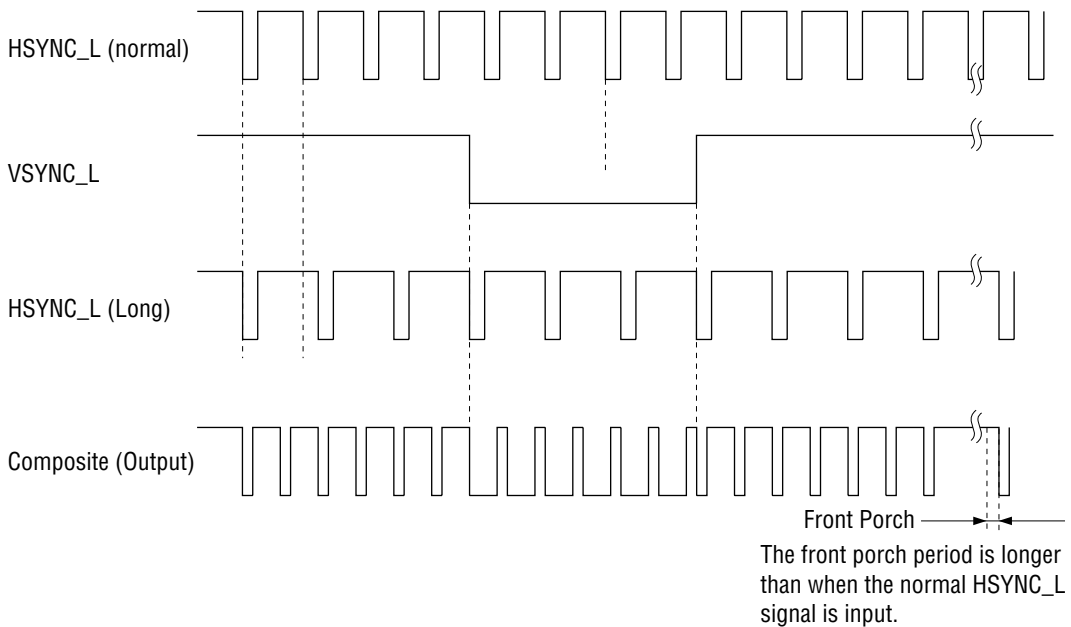 HSYNC_L (normal)
VSYNC_L
HSYNC_L (Long)
Composite (Output)
Front Porch
The front porch period is longer
than when the normal HSYNC_L
signal is input.